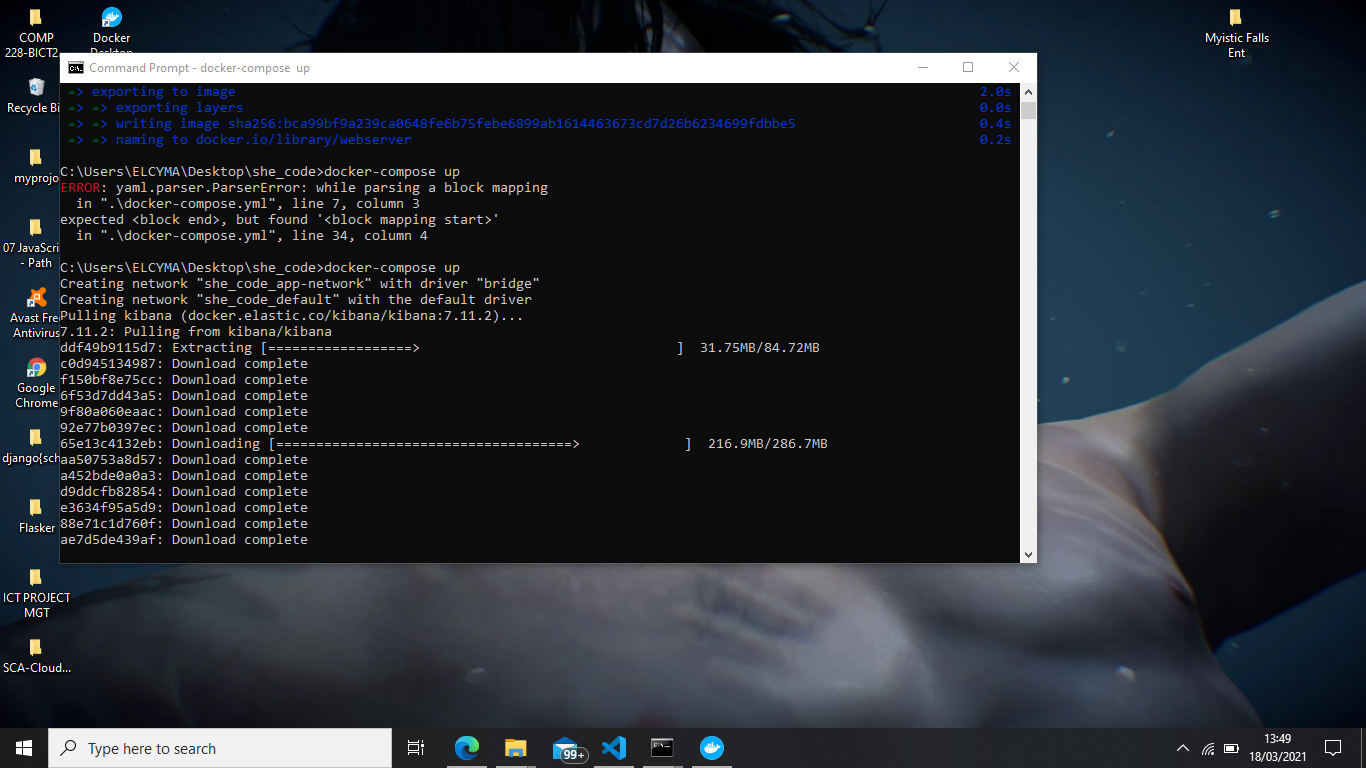 COMP
228-BICT2...
Docker
Desktop
Myistic Falls
Ent
Command Prompt - docker-compose  up
=> exporting to image 2.0s
=> => exporting layers 0.0s
=> => writing image sha256:bca99bf9a239ca0648fe6b75febe6899ab1614463673cd7d26b6234699fdbbe5 0.4s
=> => naming to docker.io/library/webserver 0.2s
C:\Users\ELCYMA\Desktop\she_code>docker-compose up
ERROR: yaml.parser.ParserError: while parsing a block mapping
in ".\docker-compose.yml", line 7, column 3
expected <block end>, but found '<block mapping start>'
in ".\docker-compose.yml", line 34, column 4
C:\Users\ELCYMA\Desktop\she_code>docker-compose up
Creating network "she_code_app-network" with driver "bridge"
Creating network "she_code_default" with the default driver
Pulling kibana (docker.elastic.co/kibana/kibana:7.11.2)...
7.11.2: Pulling from kibana/kibana
ddf49b9115d7: Extracting [==================>                                ]  31.75MB/84.72MB
c0d945134987: Download complete
f150bf8e75cc: Download complete
6f53d7dd43a5: Download complete
9f80a060eaac: Download complete
92e77b0397ec: Download complete
65e13c4132eb: Downloading [=====================================>             ]  216.9MB/286.7MB
aa50753a8d57: Download complete
a452bde0a0a3: Download complete
d9ddcfb82854: Download complete
e3634f95a5d9: Download complete
88e71c1d760f: Download complete
ae7d5de439af: Download complete
Recycle Bi
myprojo
07 JavaScri
- Path
Avast Fre
Antivirus
Google
Chrome
django{sch
Flasker
ICT PROJECT
MGT
SCA-Cloud...
Type here to search
99+
13:49
18/03/2021